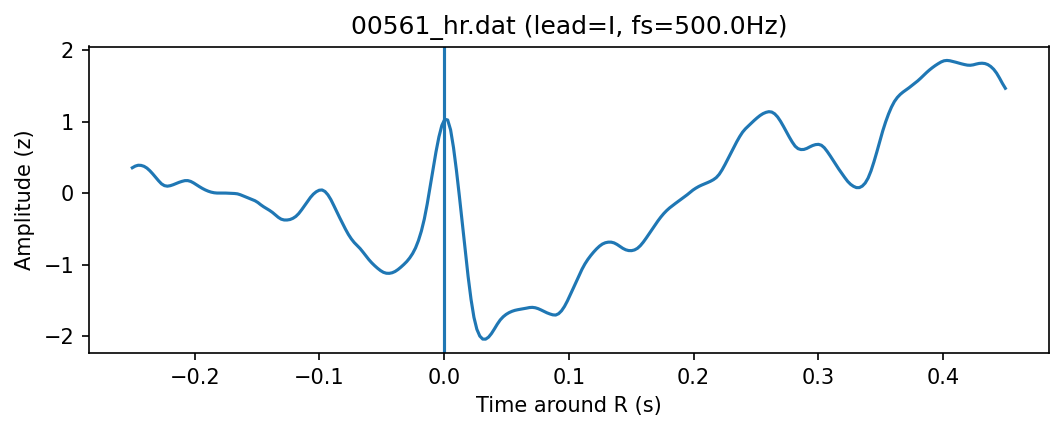 00561_hr.dat (lead=I, fs=500.0Hz)
Amplitude (z)
2
1
0
−1
−2
−0.2 −0.1 0.0 0.1 0.2 0.3 0.4
Time around R (s)